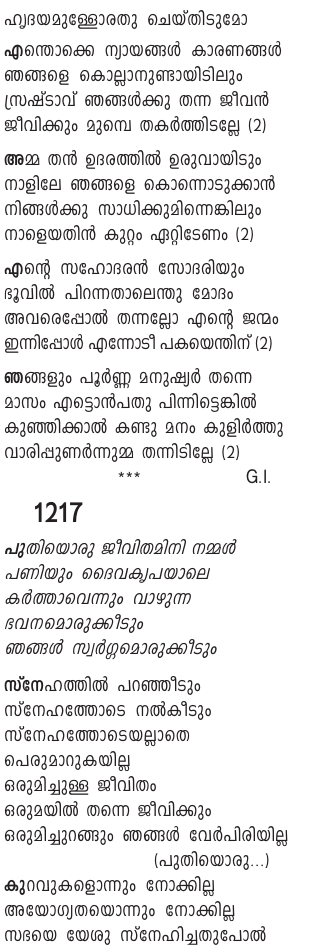 ഹൃദയമുള്ളോരതു ചെയ്തിടുമോ
എന്തൊക്കെ ന്യായങ്ങൾ കാരണങ്ങൾ
ഞങ്ങളെ കൊല്ലാനുണ്ടായിടിലും
സ്രഷ്ടാവ് ഞങ്ങൾക്കു തന്ന ജീവൻ
ജീവിക്കും മുമ്പെ തകർത്തിടല്ലേ (2)
അമ്മ തൻ ഉദരത്തിൽ ഉരുവായിടും
നാളിലേ ഞങ്ങളെ കൊന്നൊടുക്കാൻ
നിങ്ങൾക്കു സാധിക്കുമിന്നെങ്കിലും
നാളെയതിൻ കുറ്റം ഏറ്റിടേണം (2)
എന്റെ സഹോദരൻ സോദരിയും
ഭൂവിൽ പിറന്നതാലെന്തു മോദം
അവരെപ്പോൽ തന്നല്ലോ എന്റെ ജന്മം
ഇന്നിപ്പോൾ എന്നോടീ പകയെന്തിന് (2)
ഞങ്ങളും പൂർണ്ണ മനുഷ്യർ തന്നെ
മാസം എട്ടൊൻപതു പിന്നിട്ടെങ്കിൽ
കുഞ്ഞിക്കാൽ കണ്ടു മനം കുളിർത്തു
വാരിപ്പുണർന്നുമ്മ തന്നിടില്ലേ (2)
*** G.I.
1217
പുതിയൊരു ജീവിതമിനി നമ്മൾ
പണിയും ദൈവകൃപയാലെ
കർത്താവെന്നും വാഴുന്ന
ഭവനമൊരുക്കീടും
ഞങ്ങൾ സ്വർഗ്ഗമൊരുക്കീടും
സ്നേഹത്തിൽ പറഞ്ഞീടും
സ്നേഹത്തോടെ നൽകീടും
സ്നേഹത്തോടെയല്ലാതെ
പെരുമാറുകയില്ല
ഒരുമിച്ചുള്ള ജീവിതം
ഒരുമയിൽ തന്നെ ജീവിക്കും
ഒരുമിച്ചുറങ്ങും ഞങ്ങൾ വേർപിരിയില്ല
(പുതിയൊരു...)
കുറവുകളൊന്നും നോക്കില്ല
അയോഗ്യതയൊന്നും നോക്കില്ല
സഭയെ യേശു സ്നേഹിച്ചതുപോൽ